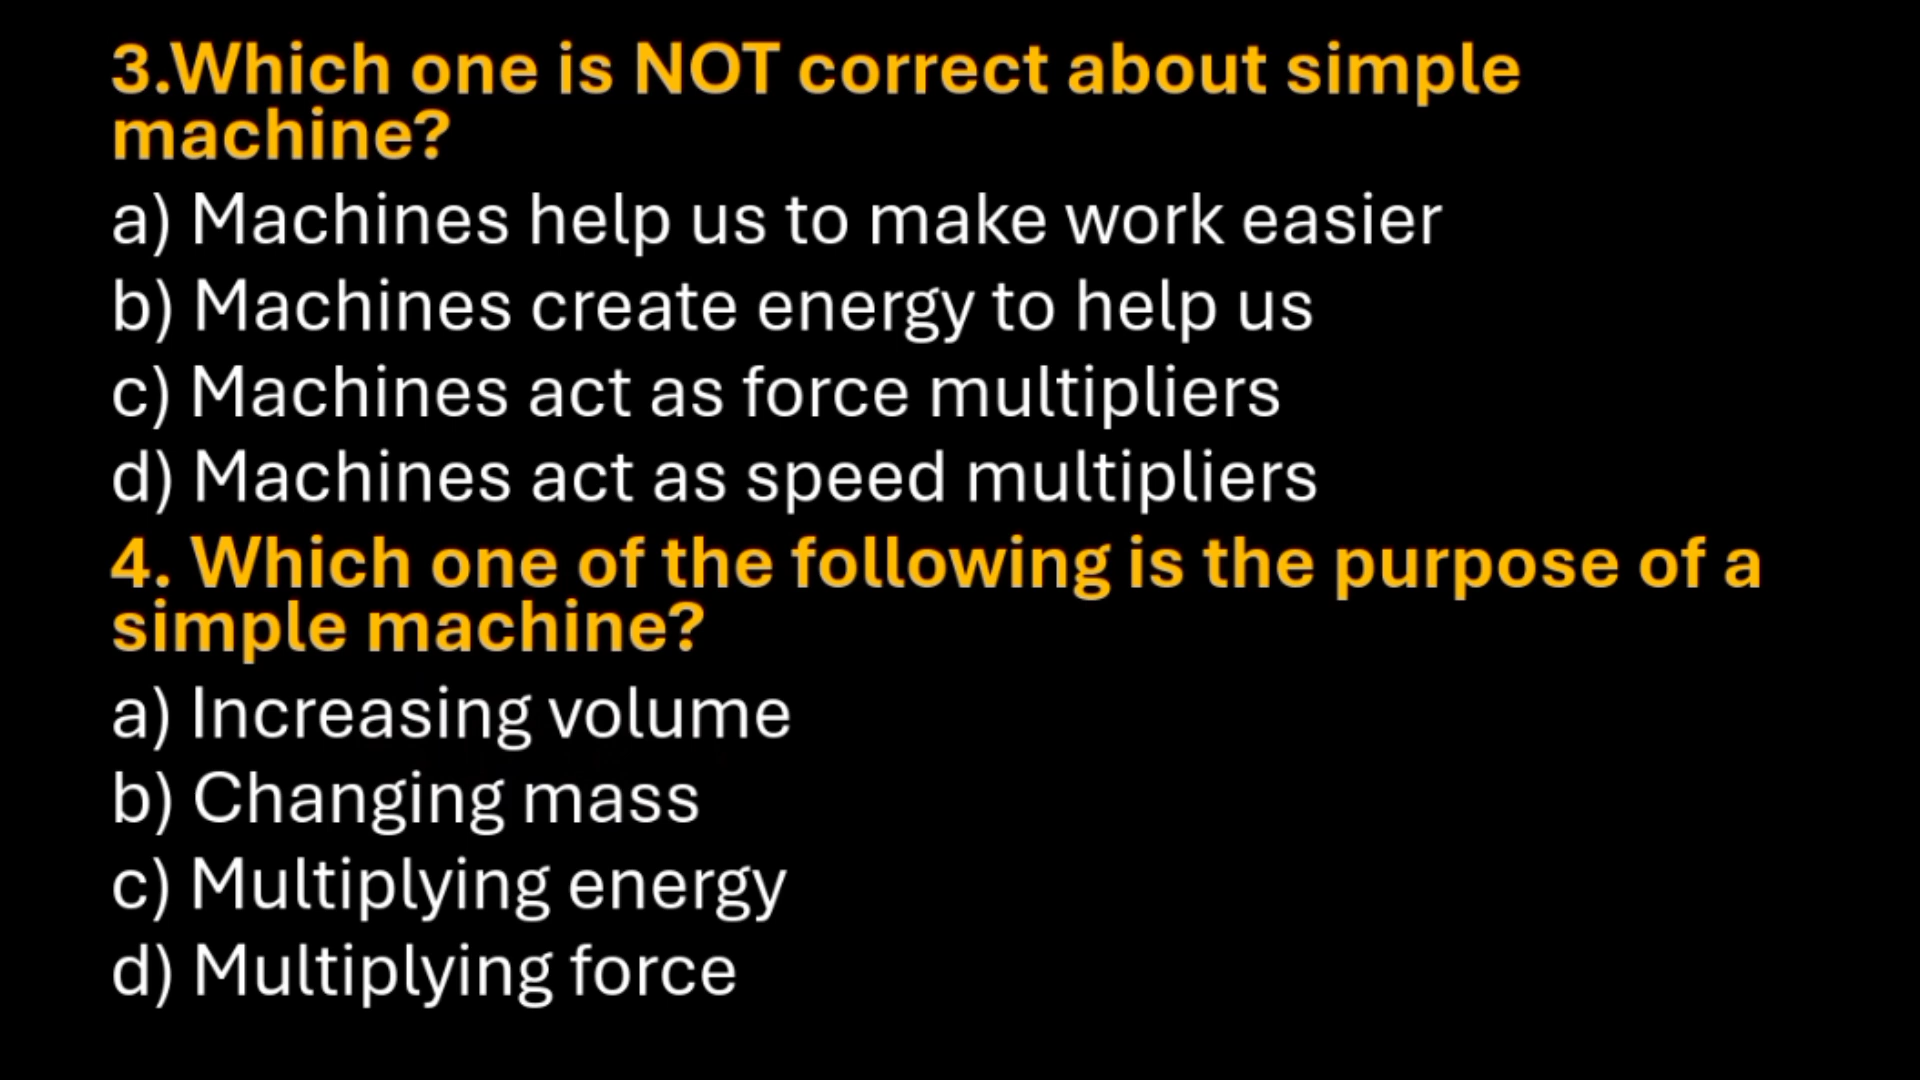 3.Which one is NOT correct about simple
machine?
a) Machines help us to make work easier
b) Machines create energy to help us
c) Machines act as force multipliers
d) Machines act as speed multipliers
4. Which one of the following is the purpose of a
simple machine?
a) Increasing volume
b) Changing mass
c) Multiplying energy
d) Multiplying force